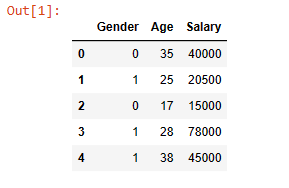 Out[1]:
Gender Age Salary
0 0 35 40000
1 1 25 20500
2 0 17 15000
3 1 28 78000
4 1 38 45000